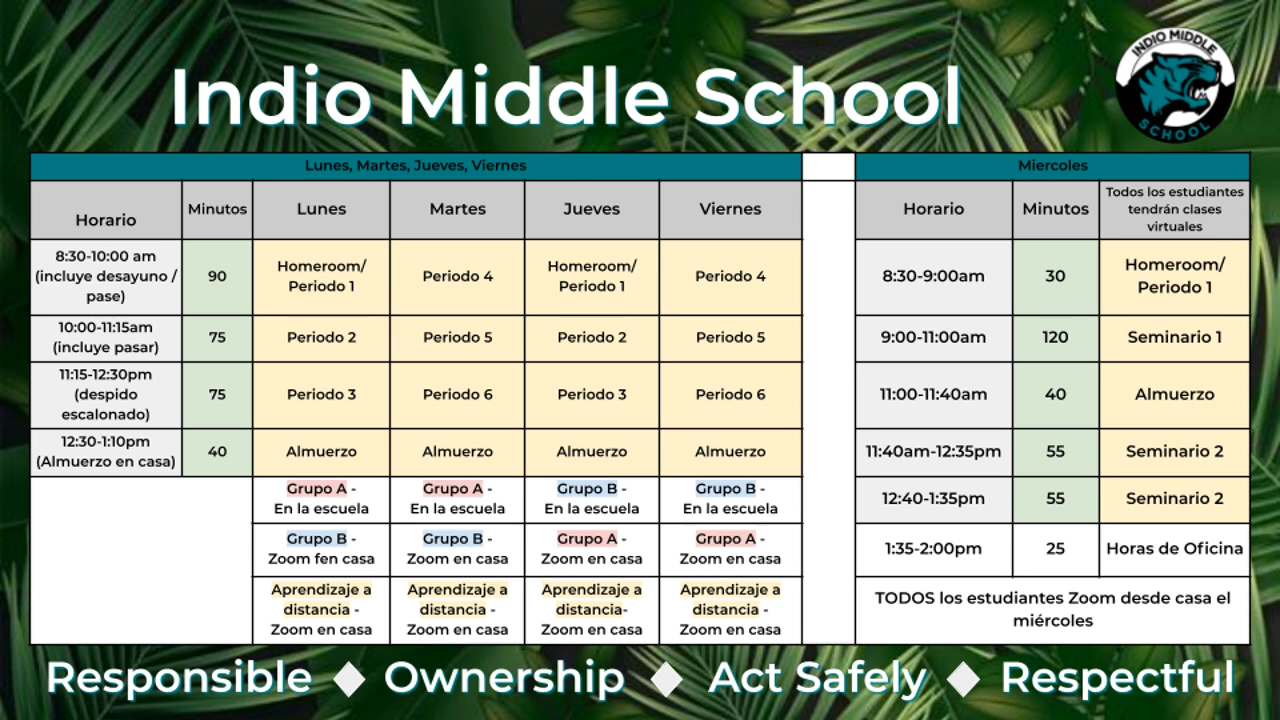 Indio Middle School
INDIO MIDDLE
SCHOOL
Lunes, Martes, Jueves, Viernes
Horario
Minutos
Lunes
Martes
Jueves
Viernes
8:30-10:00 am
(incluye desayuno /
pase)
90
Homeroom/
Periodo 1
Periodo 4
Homeroom/
Periodo 1
Periodo 4
10:00-11:15am
(incluye pasar)
75
Periodo 2
Periodo 5
Periodo 2
Periodo 5
11:15-12:30pm
(despido
escalonado)
75
Periodo 3
Periodo 6
Periodo 3
Periodo 6
12:30-1:10pm
(Almuerzo en casa)
40
Almuerzo
Almuerzo
Almuerzo
Almuerzo
Grupo A -
En la escuela
Grupo A -
En la escuela
Grupo B -
En la escuela
Grupo B -
En la escuela
Grupo B -
Zoom fen casa
Grupo B -
Zoom en casa
Grupo A -
Zoom en casa
Grupo A -
Zoom en casa
Aprendizaje a
distancia -
Zoom en casa
Aprendizaje a
distancia -
Zoom en casa
Aprendizaje a
distancia-
Zoom en casa
Aprendizaje a
distancia -
Zoom en casa
Miercoles
Horario
Minutos
Todos los estudiantes
tendrán clases
virtuales
8:30-9:00am
30
Homeroom/
Periodo 1
9:00-11:00am
120
Seminario 1
11:00-11:40am
40
Almuerzo
11:40am-12:35pm
55
Seminario 2
12:40-1:35pm
55
Seminario 2
1:35-2:00pm
25
Horas de Oficina
TODOS los estudiantes Zoom desde casa el
miércoles
Responsible ◆ Ownership ◆ Act Safely ◆ Respectful